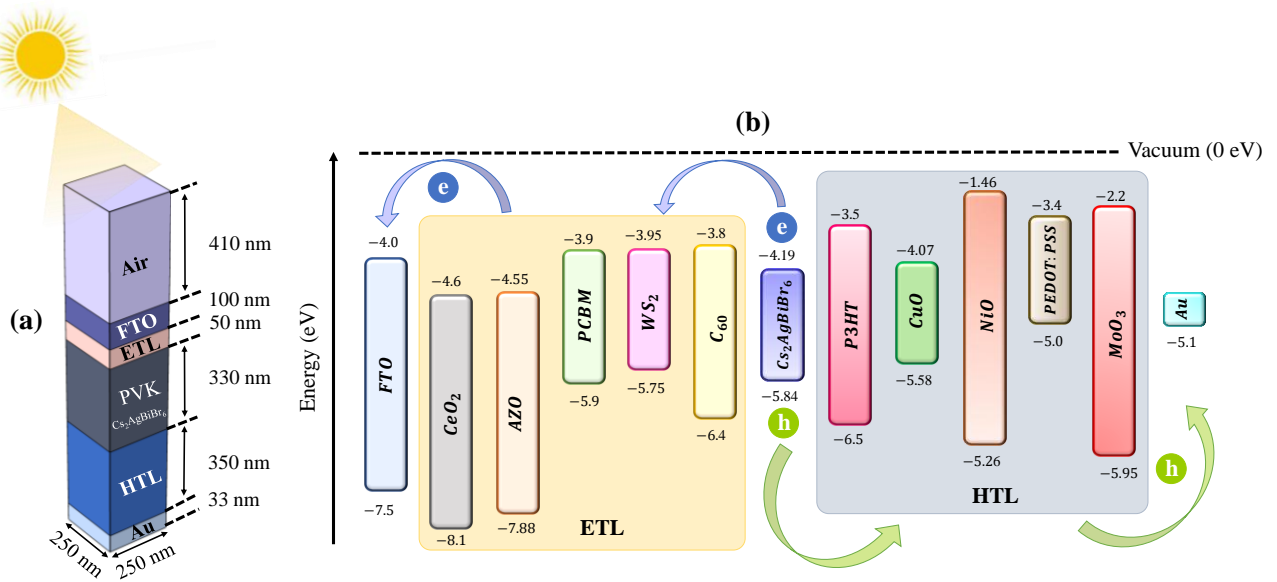 (a)
Air
FTO
ETL
PVK
Cs₂AgBiBr₆
HTL
Au
410 nm
100 nm
50 nm
330 nm
350 nm
33 nm
250 nm
250 nm
(b)
Vacuum (0 eV)
Energy (eV)
e
e
−4.0
FTO
−7.5
−4.6
CeO₂
−8.1
−4.55
AZO
−7.88
−3.9
PCBM
−5.9
−3.95
WS₂
−5.75
−3.8
C₆₀
−6.4
ETL
−4.19
Cs₂AgBiBr₆
−5.84
h
−3.5
P3HT
−6.5
−4.07
CuO
−5.58
−1.46
NiO
−5.26
−3.4
PEDOT:PSS
−5.0
−2.2
MoO₃
−5.95
HTL
h
Au
−5.1